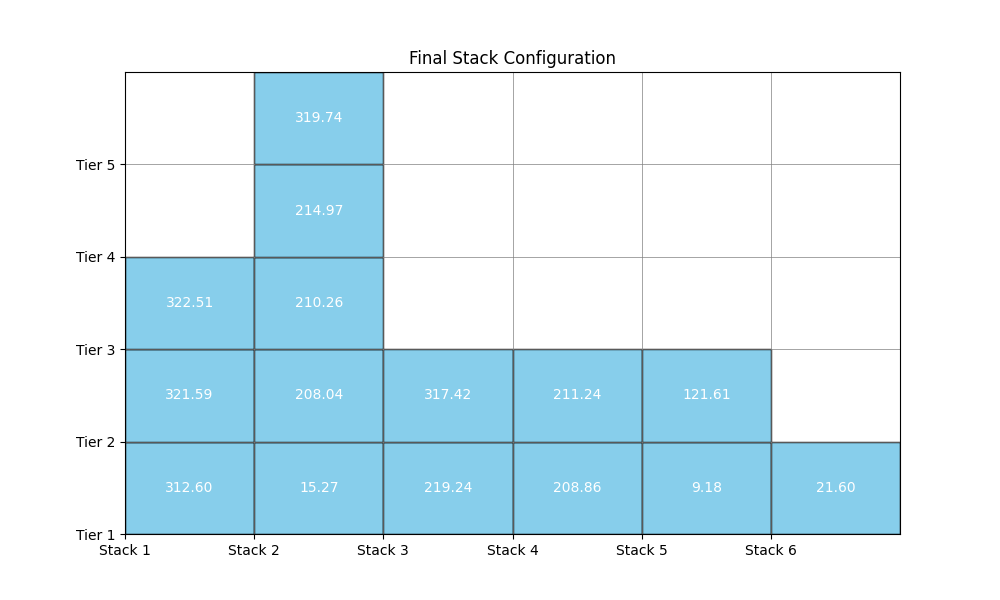 Final Stack Configuration
319.74
Tier 5
214.97
Tier 4
322.51 210.26
Tier 3
321.59 208.04 317.42 211.24 121.61
Tier 2
312.60 15.27 219.24 208.86 9.18 21.60
Tier 1
Stack 1 Stack 2 Stack 3 Stack 4 Stack 5 Stack 6